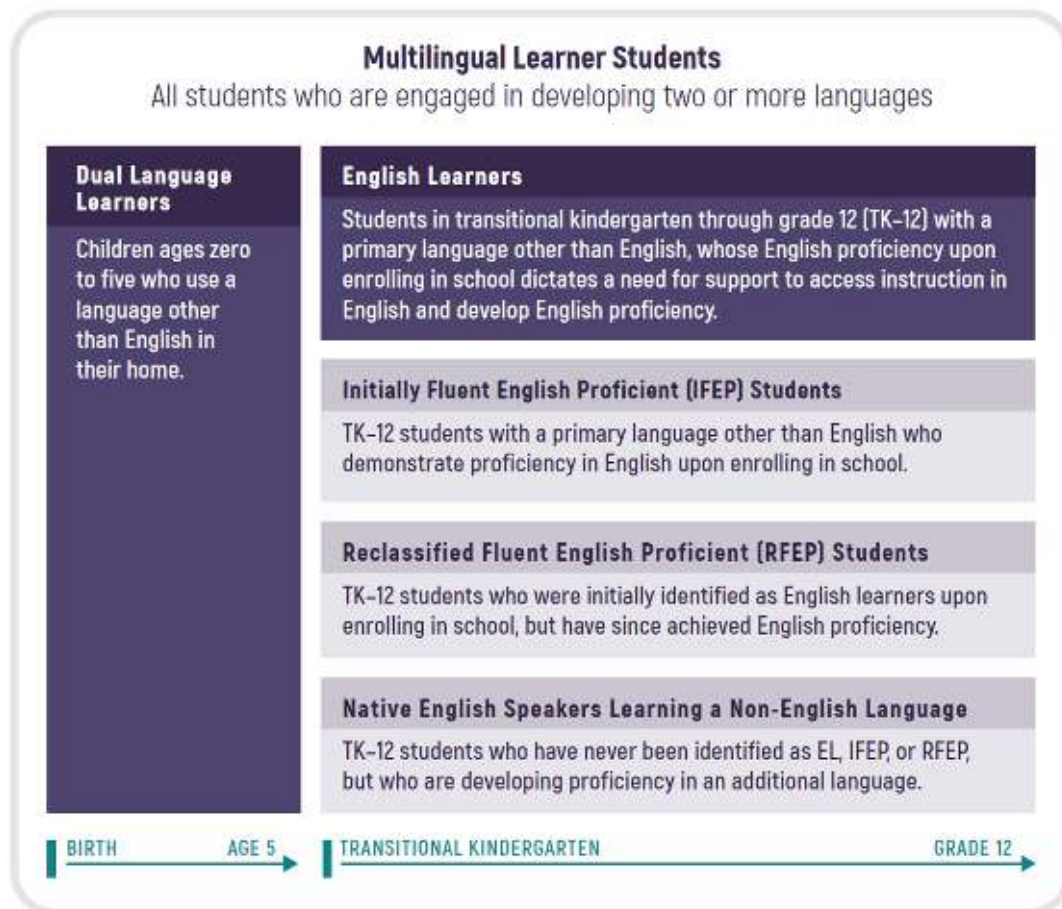 Multilingual Learner Students
All students who are engaged in developing two or more languages
Dual Language
Learners
Children ages zero
to five who use a
language other
than English in
their home.
English Learners
Students in transitional kindergarten through grade 12 (TK–12) with a
primary language other than English, whose English proficiency upon
enrolling in school dictates a need for support to access instruction in
English and develop English proficiency.
Initially Fluent English Proficient (IFEP) Students
TK–12 students with a primary language other than English who
demonstrate proficiency in English upon enrolling in school.
Reclassified Fluent English Proficient (RFEP) Students
TK–12 students who were initially identified as English learners upon
enrolling in school, but have since achieved English proficiency.
Native English Speakers Learning a Non-English Language
TK–12 students who have never been identified as EL, IFEP, or RFEP,
but who are developing proficiency in an additional language.
BIRTH AGE 5
TRANSITIONAL KINDERGARTEN GRADE 12